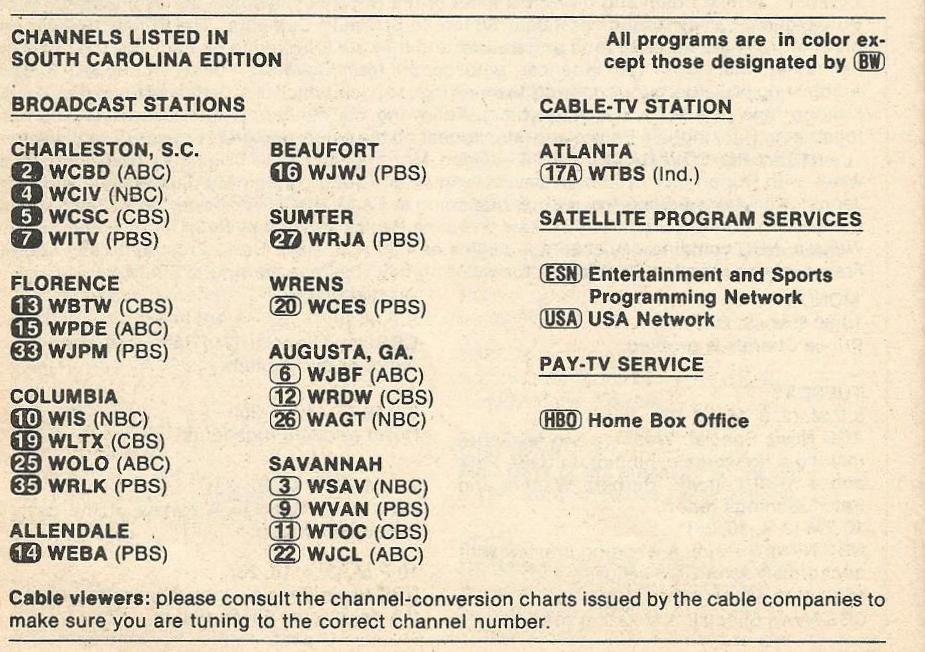 CHANNELS LISTED IN
SOUTH CAROLINA EDITION
All programs are in color ex-
cept those designated by BW
BROADCAST STATIONS
CHARLESTON, S.C.
2 WCBD (ABC)
4 WCIV (NBC)
5 WCSC (CBS)
7 WITV (PBS)
FLORENCE
13 WBTW (CBS)
15 WPDE (ABC)
33 WJPM (PBS)
COLUMBIA
10 WIS (NBC)
19 WLTX (CBS)
25 WOLO (ABC)
35 WRLK (PBS)
ALLENDALE
14 WEBA (PBS)
BEAUFORT
16 WJWJ (PBS)
SUMTER
27 WRJA (PBS)
WRENS
20 WCES (PBS)
AUGUSTA, GA.
6 WJBF (ABC)
12 WRDW (CBS)
26 WAGT (NBC)
SAVANNAH
3 WSAV (NBC)
9 WVAN (PBS)
11 WTOC (CBS)
22 WJCL (ABC)
CABLE-TV STATION
ATLANTA
17A WTBS (Ind.)
SATELLITE PROGRAM SERVICES
ESN Entertainment and Sports
Programming Network
USA USA Network
PAY-TV SERVICE
HBO Home Box Office
Cable viewers: please consult the channel-conversion charts issued by the cable companies to
make sure you are tuning to the correct channel number.